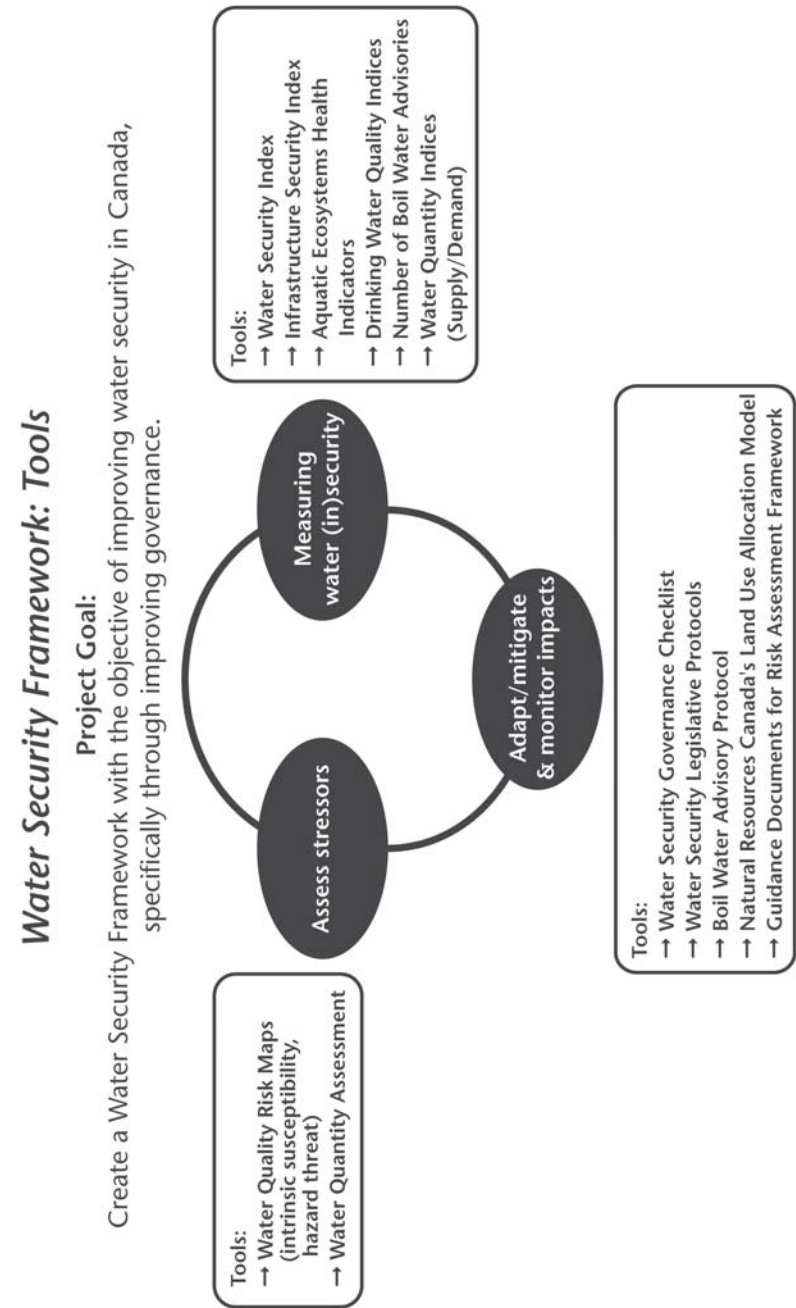 Water Security Framework: Tools
Project Goal:
Create a Water Security Framework with the objective of improving water security in Canada,
specifically through improving governance.
Assess stressors
Measuring
water (in)security
Adapt/mitigate
& monitor impacts
Tools:
→ Water Quality Risk Maps
(intrinsic susceptibility,
hazard threat)
→ Water Quantity Assessment
Tools:
→ Water Security Index
→ Infrastructure Security Index
→ Aquatic Ecosystems Health
Indicators
→ Drinking Water Quality Indices
→ Number of Boil Water Advisories
→ Water Quantity Indices
(Supply/Demand)
Tools:
→ Water Security Governance Checklist
→ Water Security Legislative Protocols
→ Boil Water Advisory Protocol
→ Natural Resources Canada's Land Use Allocation Model
→ Guidance Documents for Risk Assessment Framework